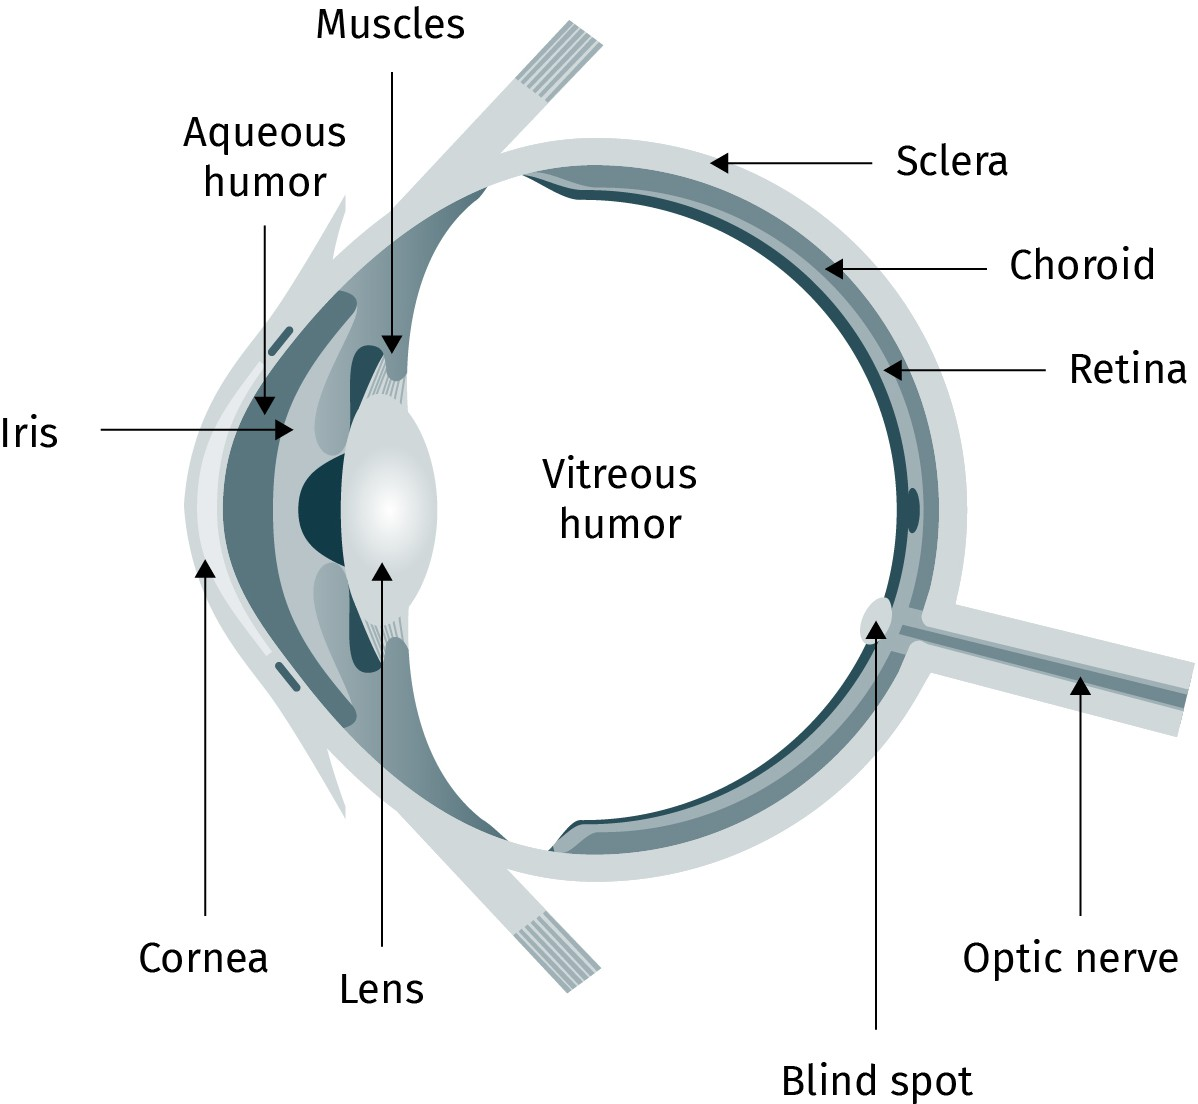 Muscles
Aqueous
humor
Sclera
Choroid
Retina
Iris
Vitreous
humor
Cornea
Lens
Optic nerve
Blind spot